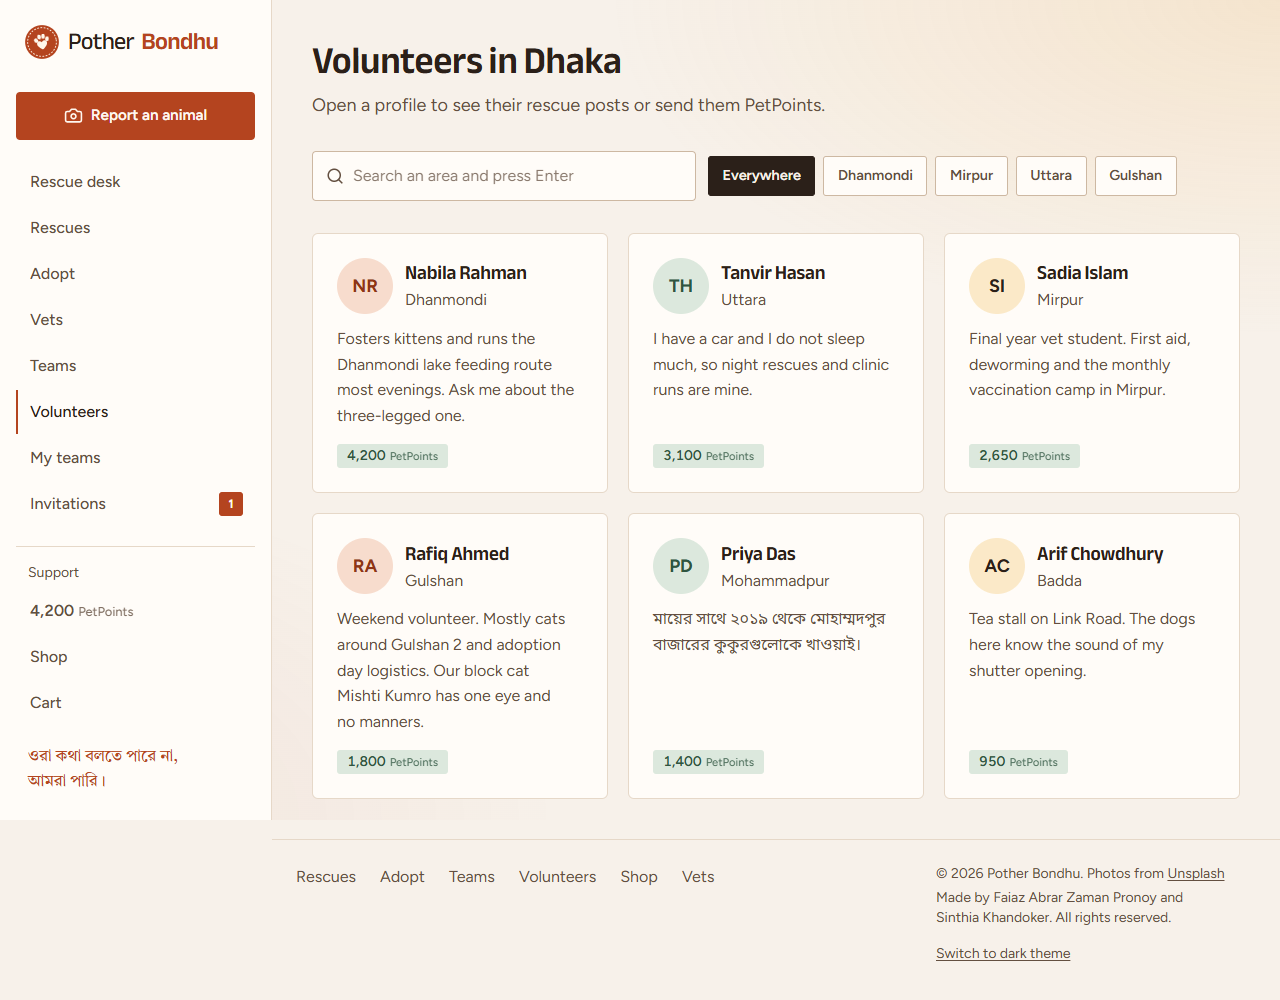 Pother Bondhu
Report an animal
Rescue desk
Rescues
Adopt
Vets
Teams
Volunteers
My teams
Invitations 1
Support
4,200 PetPoints
Shop
Cart
ওরা কথা বলতে পারে না,
আমরা পারি।
Volunteers in Dhaka
Open a profile to see their rescue posts or send them PetPoints.
Search an area and press Enter
Everywhere
Dhanmondi
Mirpur
Uttara
Gulshan
NR
Nabila Rahman
Dhanmondi
Fosters kittens and runs the
Dhanmondi lake feeding route
most evenings. Ask me about the
three-legged one.
4,200 PetPoints
TH
Tanvir Hasan
Uttara
I have a car and I do not sleep
much, so night rescues and clinic
runs are mine.
3,100 PetPoints
SI
Sadia Islam
Mirpur
Final year vet student. First aid,
deworming and the monthly
vaccination camp in Mirpur.
2,650 PetPoints
RA
Rafiq Ahmed
Gulshan
Weekend volunteer. Mostly cats
around Gulshan 2 and adoption
day logistics. Our block cat
Mishti Kumro has one eye and
no manners.
1,800 PetPoints
PD
Priya Das
Mohammadpur
মায়ের সাথে ২০১৯ থেকে মোহাম্মদপুর
বাজারের কুকুরগুলোকে খাওয়াই।
1,400 PetPoints
AC
Arif Chowdhury
Badda
Tea stall on Link Road. The dogs
here know the sound of my
shutter opening.
950 PetPoints
Rescues
Adopt
Teams
Volunteers
Shop
Vets
© 2026 Pother Bondhu. Photos from Unsplash
Made by Faiaz Abrar Zaman Pronoy and
Sinthia Khandoker. All rights reserved.
Switch to dark theme